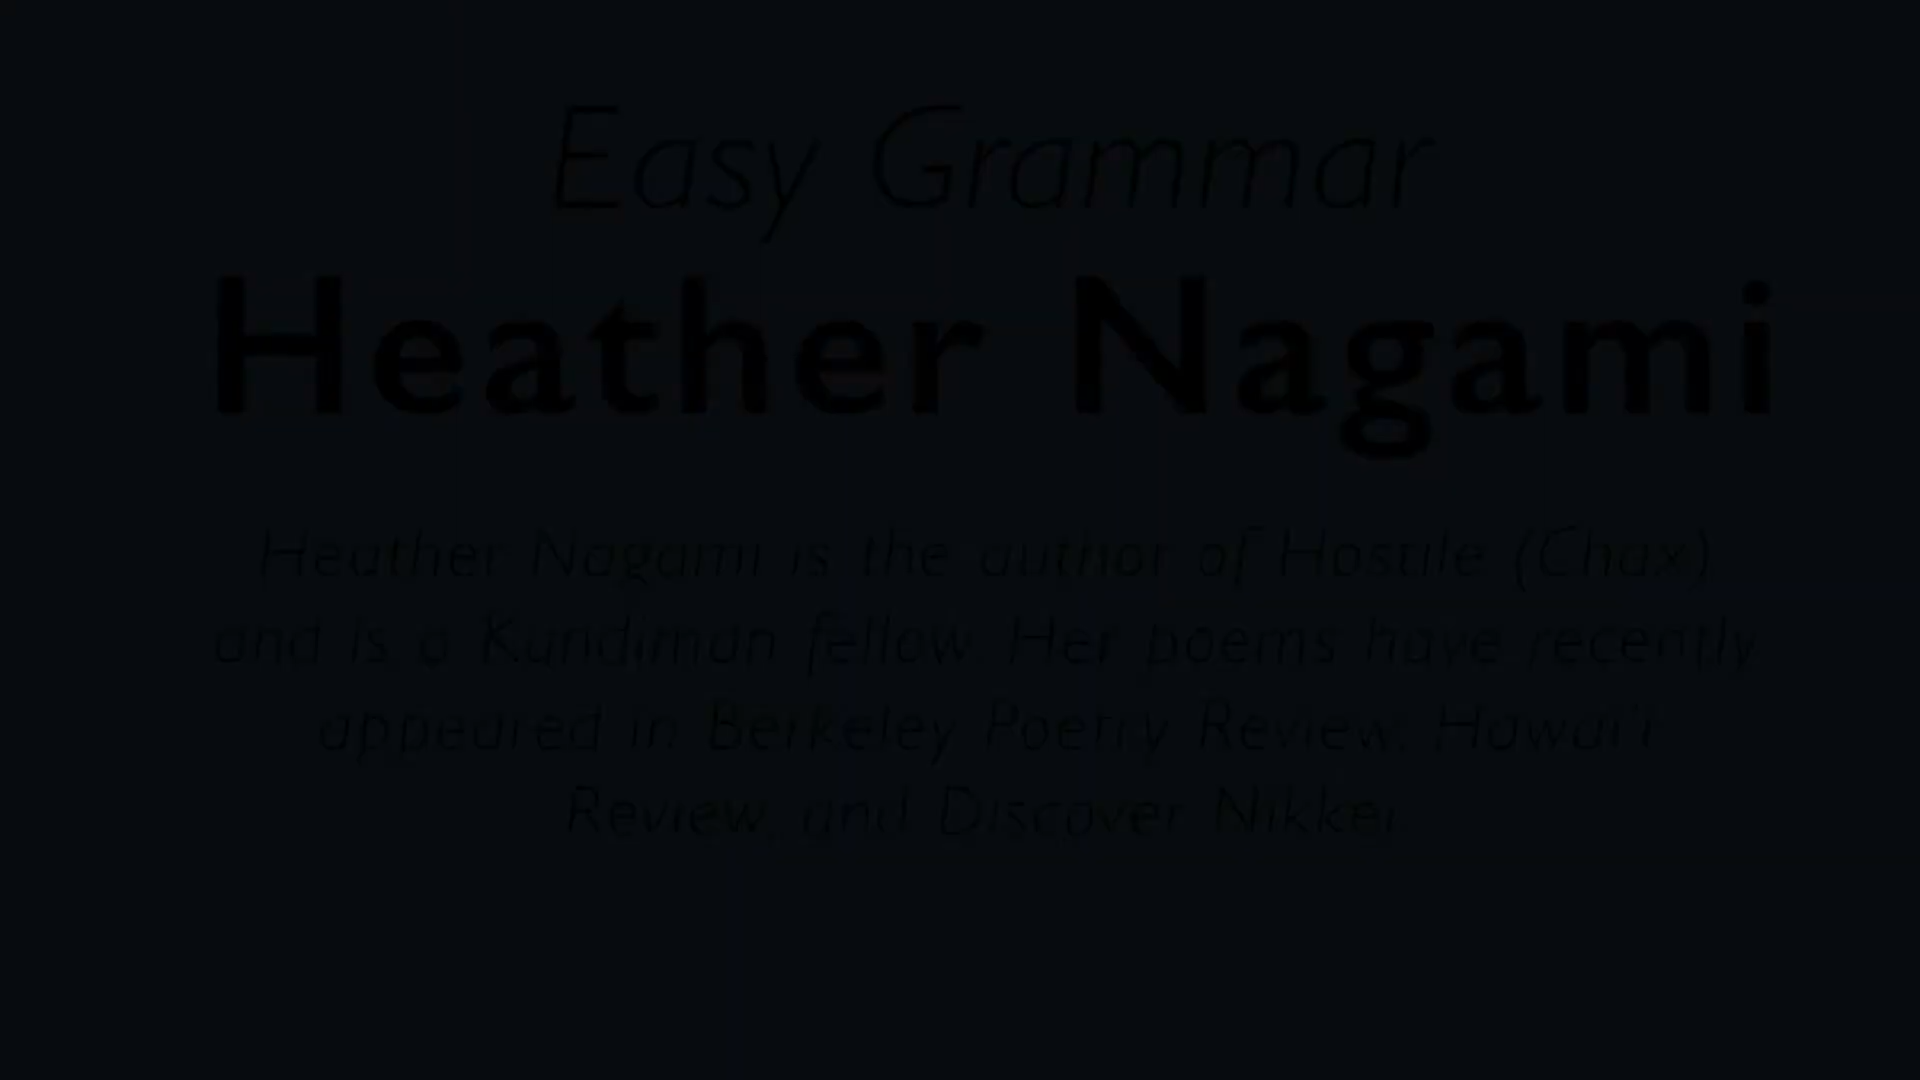 Easy Grammar
Heather Nagami
Heather Nagami is the author of Hostile (Chax)
and is a Kundiman fellow. Her poems have recently
appeared in Berkeley Poetry Review, Hawai'i
Review, and Discover Nikkei.